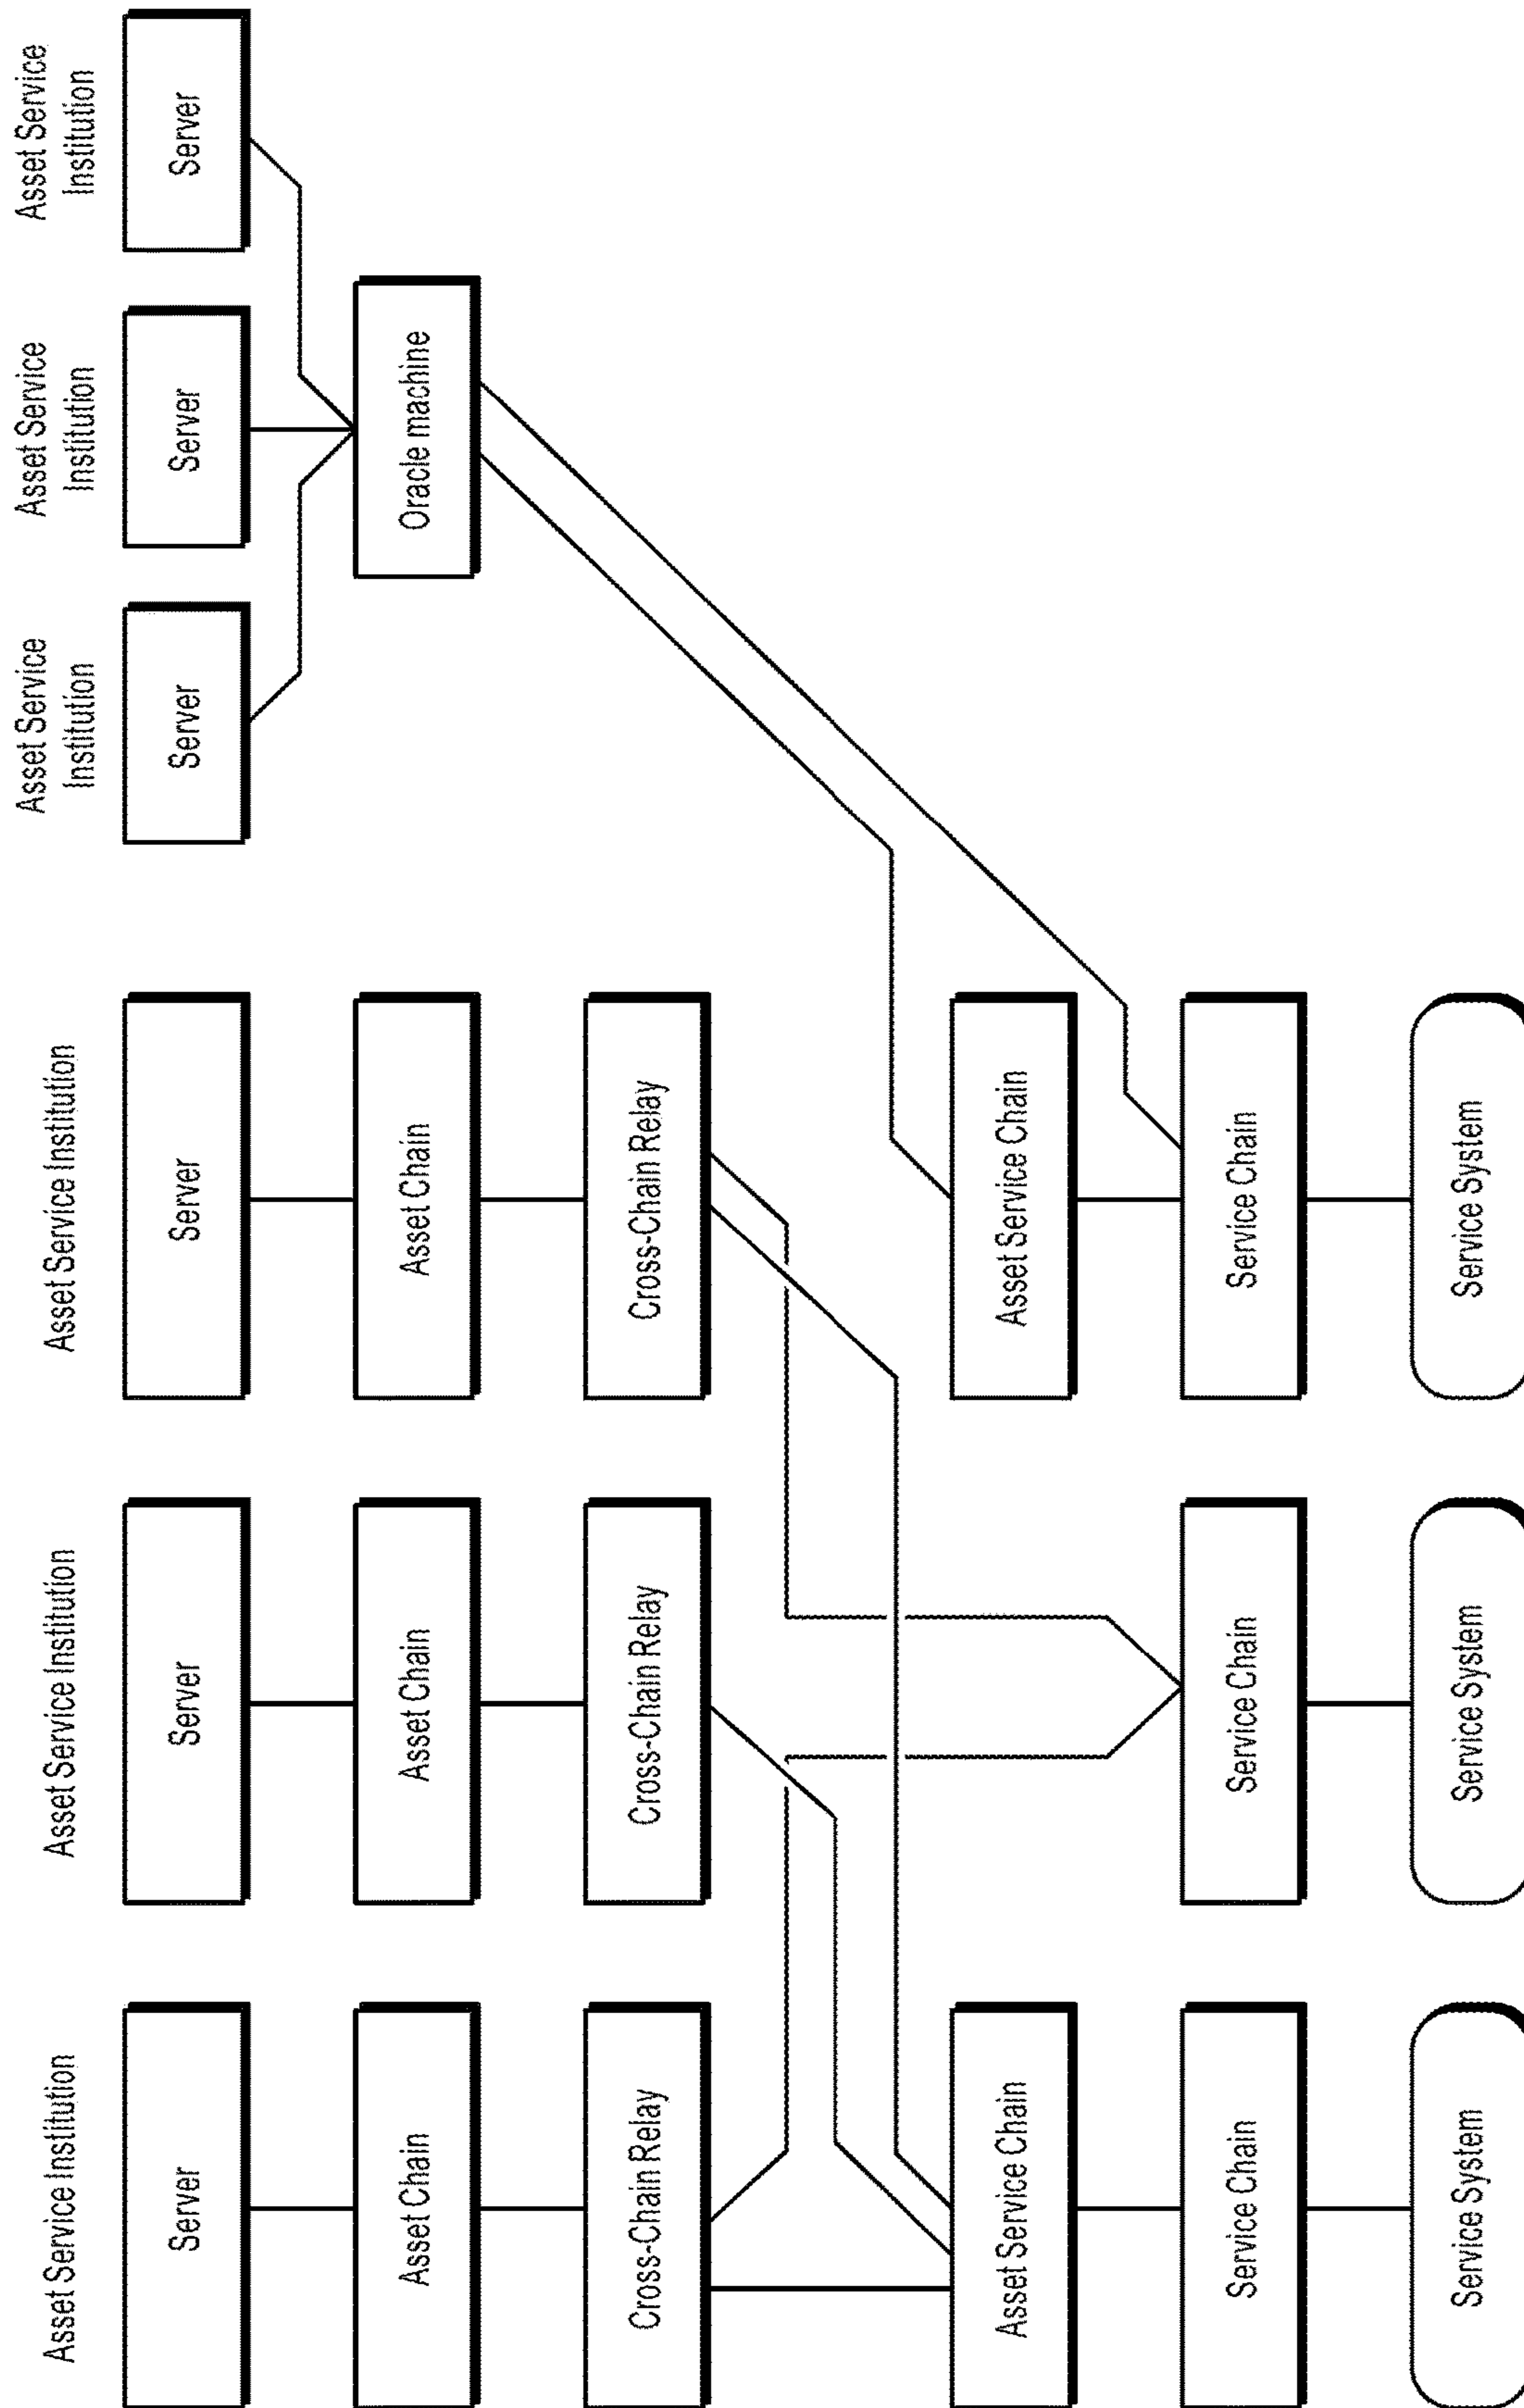 Asset Service Institution
Asset Service Institution
Asset Service Institution
Asset Service
Institution
Asset Service
Institution
Asset Service
Institution
Server
Server
Server
Server
Server
Server
Asset Chain
Asset Chain
Asset Chain
Oracle machine
Cross-Chain Relay
Cross-Chain Relay
Cross-Chain Relay
Asset Service Chain
Asset Service Chain
Service Chain
Service Chain
Service Chain
Service System
Service System
Service System